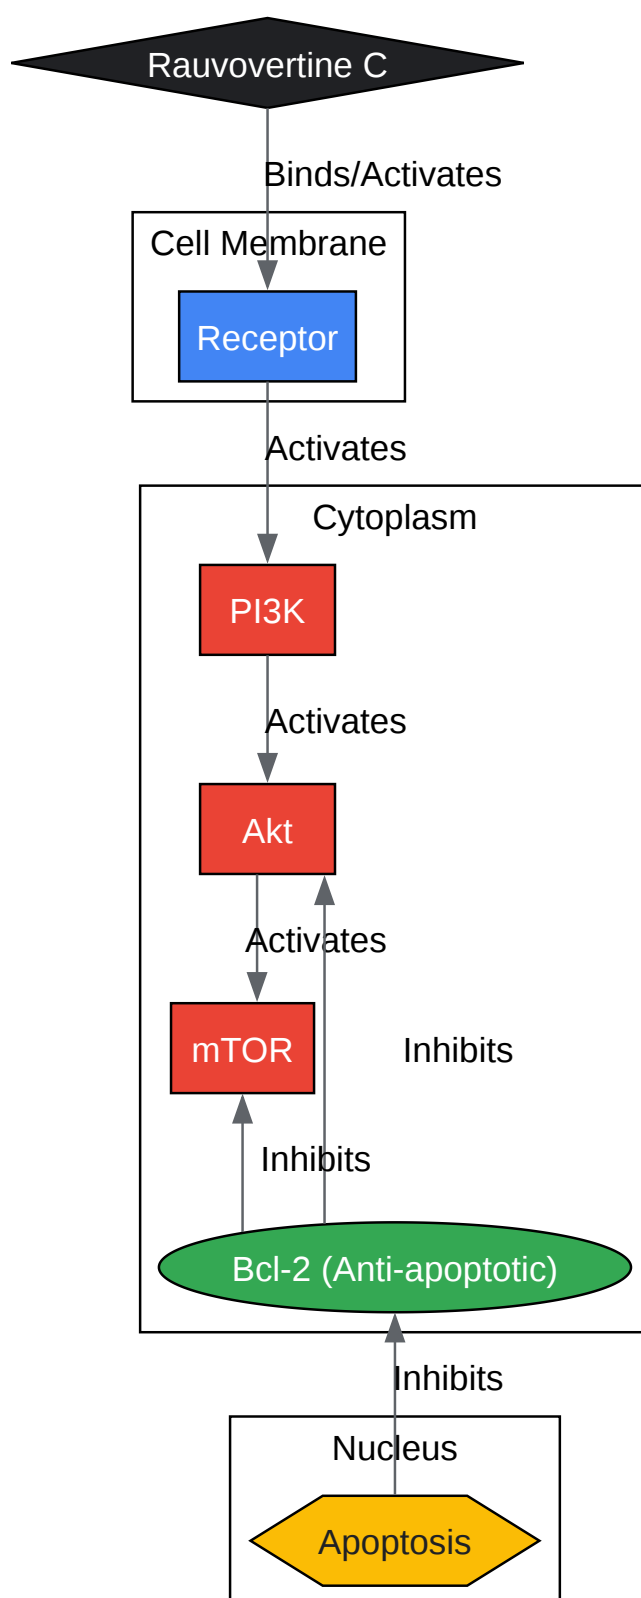 Rauvovertine C
Binds/Activates
Cell Membrane
Receptor
Activates
Cytoplasm
PI3K
Activates
Akt
Activates
mTOR
Inhibits
Inhibits
Bcl-2 (Anti-apoptotic)
Inhibits
Nucleus
Apoptosis